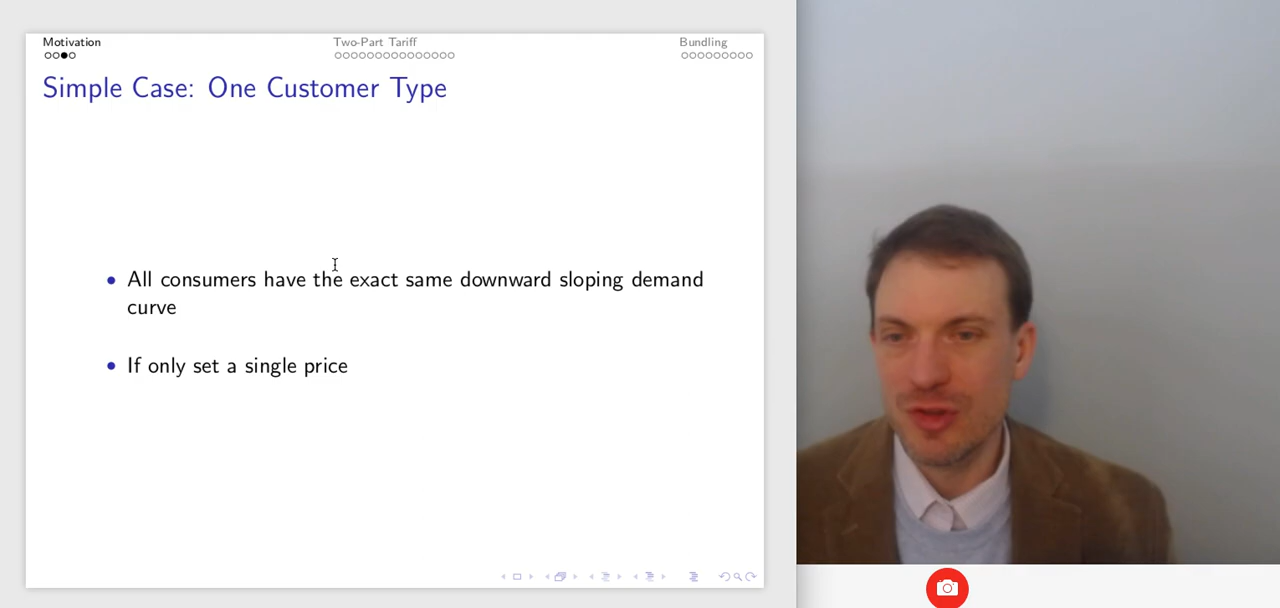 Motivation
Two-Part Tariff
Bundling
Simple Case: One Customer Type
All consumers have the exact same downward sloping demand
curve
If only set a single price